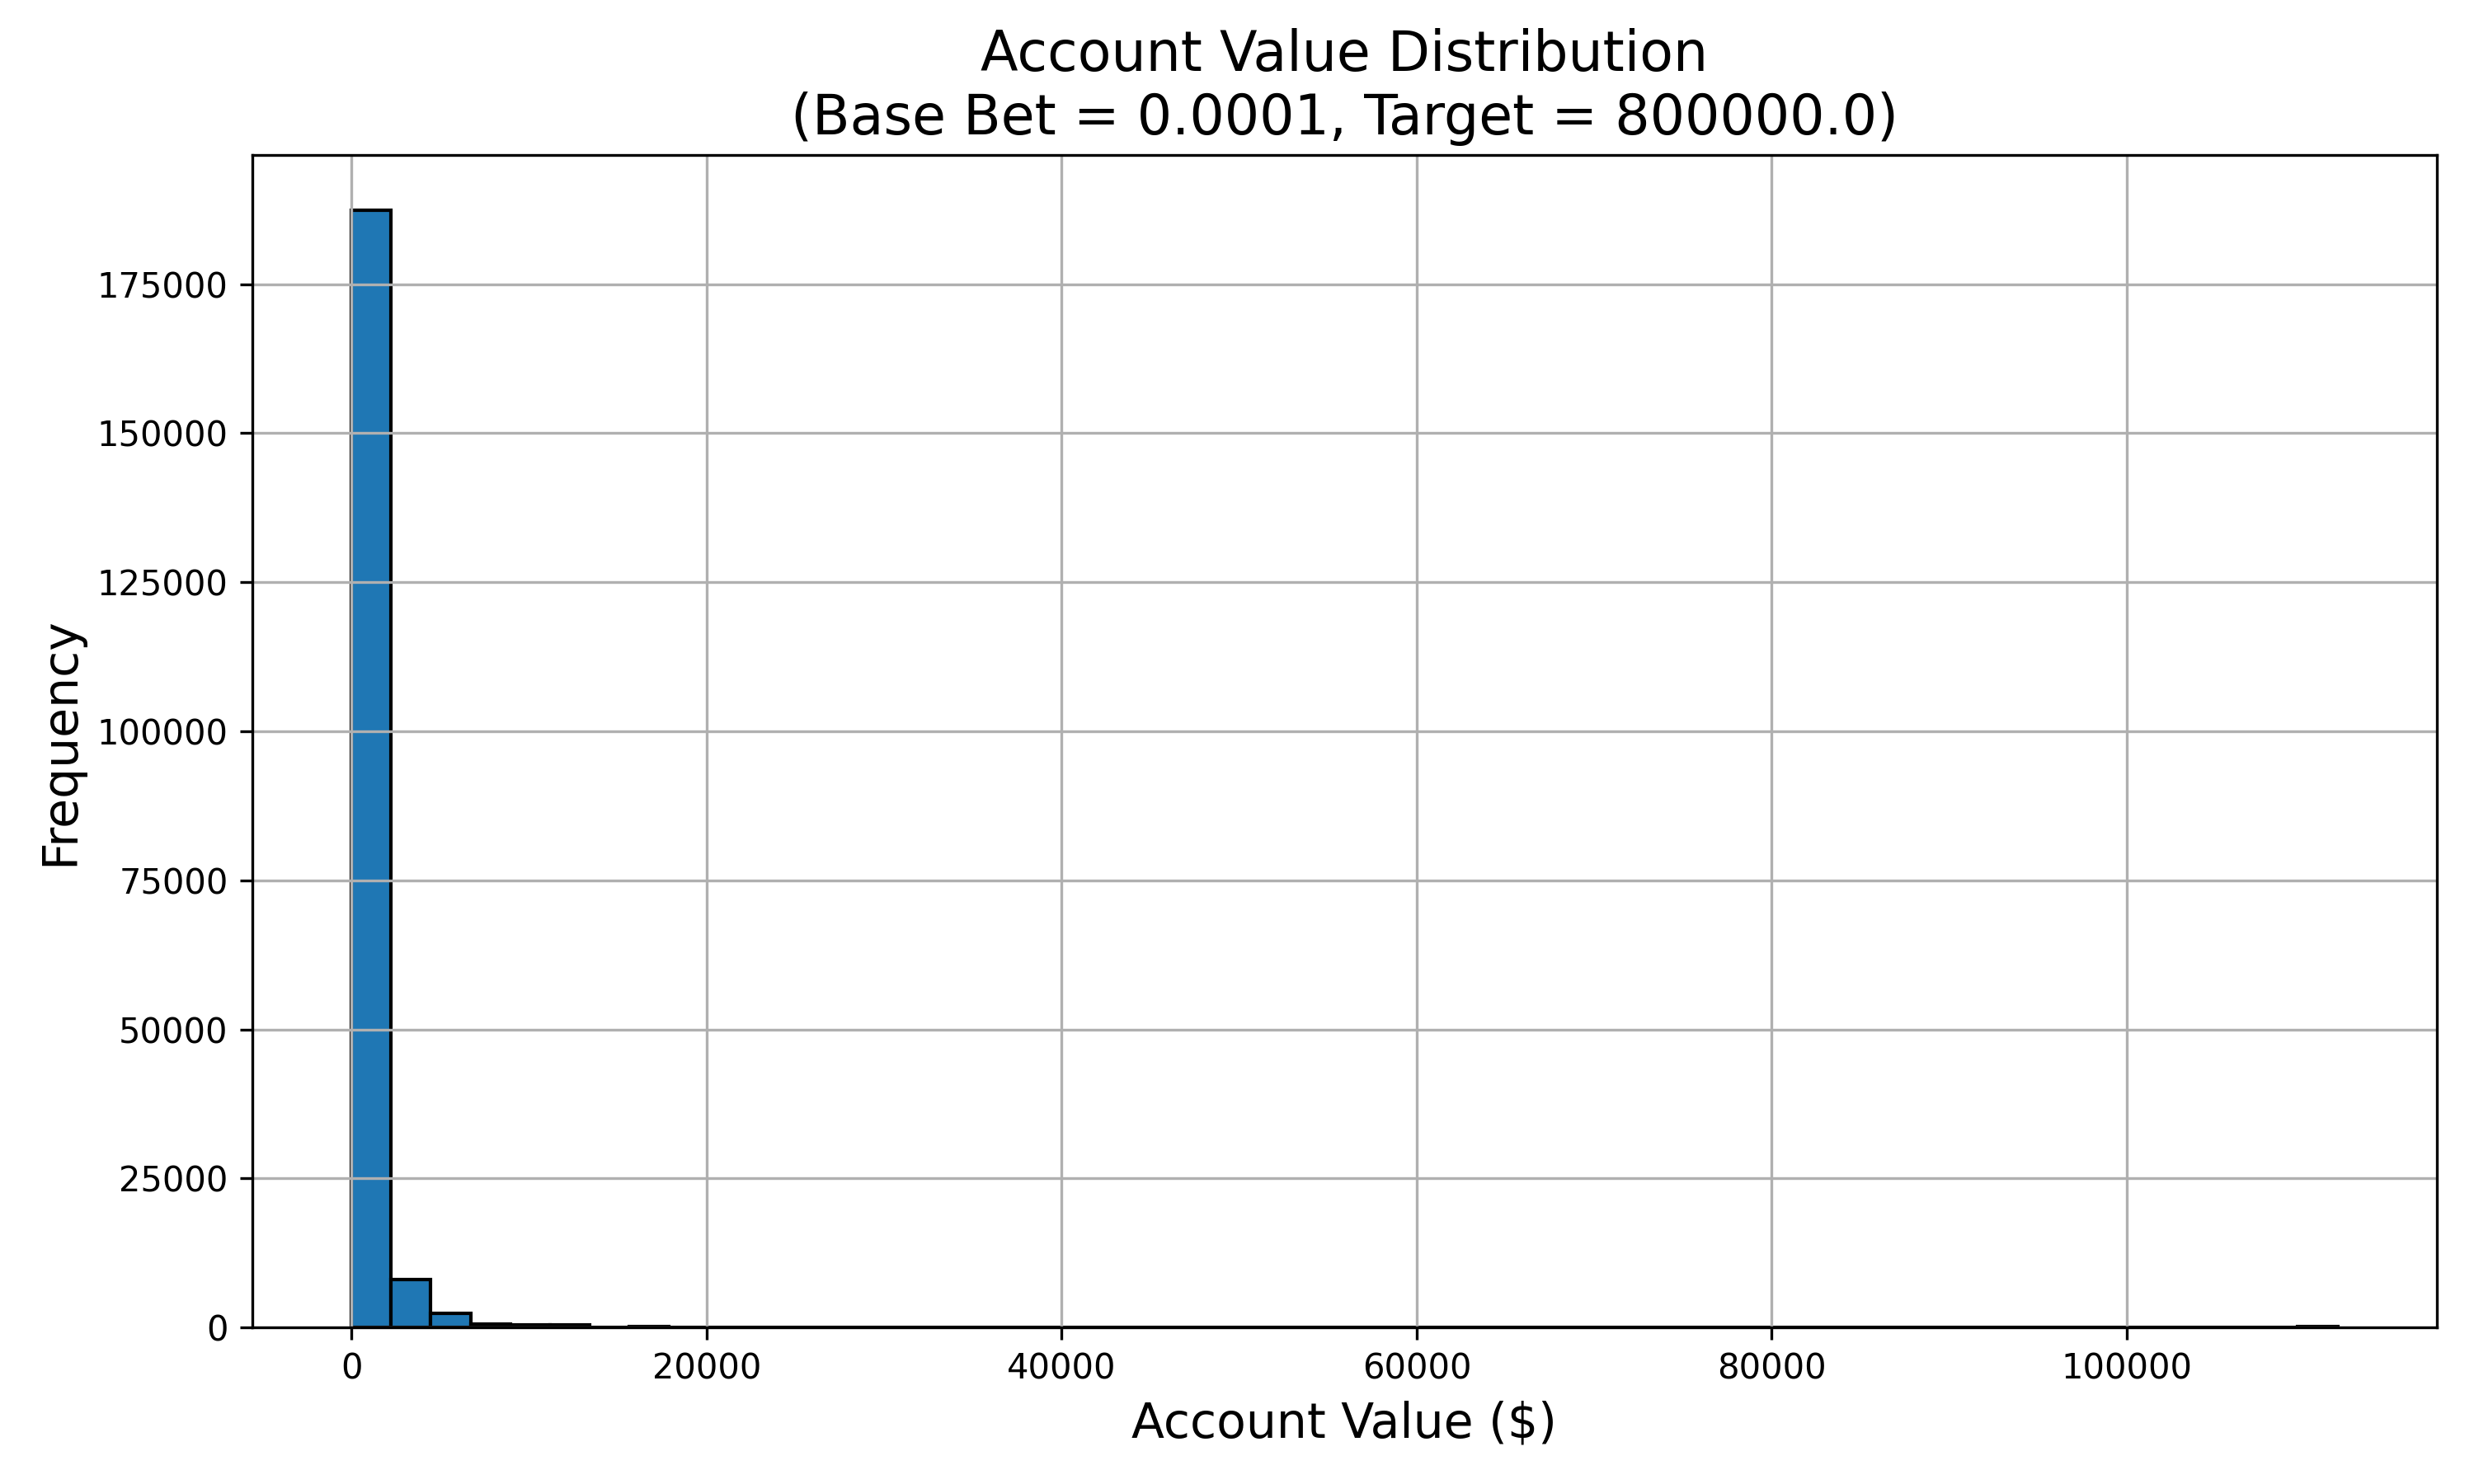 Account Value Distribution
(Base Bet = 0.0001, Target = 800000.0)
Frequency
175000
150000
125000
100000
75000
50000
25000
0
0 20000 40000 60000 80000 100000
Account Value ($)